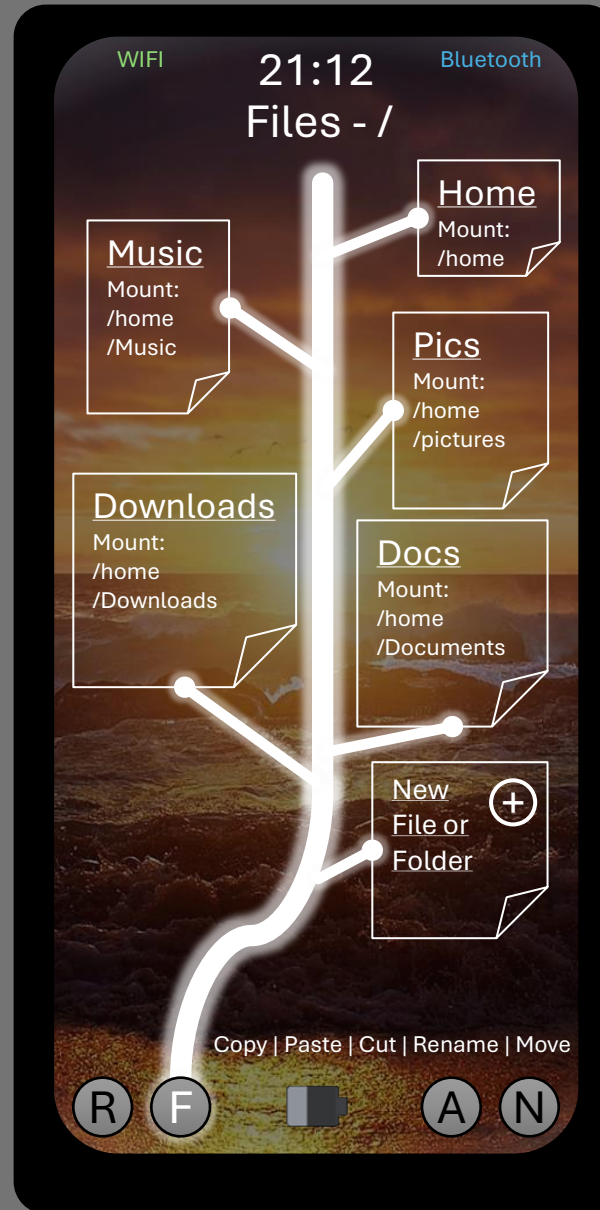 WIFI
21:12
Bluetooth
Files - /
Home
Mount:
/home
Music
Mount:
/home
/Music
Pics
Mount:
/home
/pictures
Downloads
Mount:
/home
/Downloads
Docs
Mount:
/home
/Documents
New
File or
Folder
+
Copy | Paste | Cut | Rename | Move
R F A N